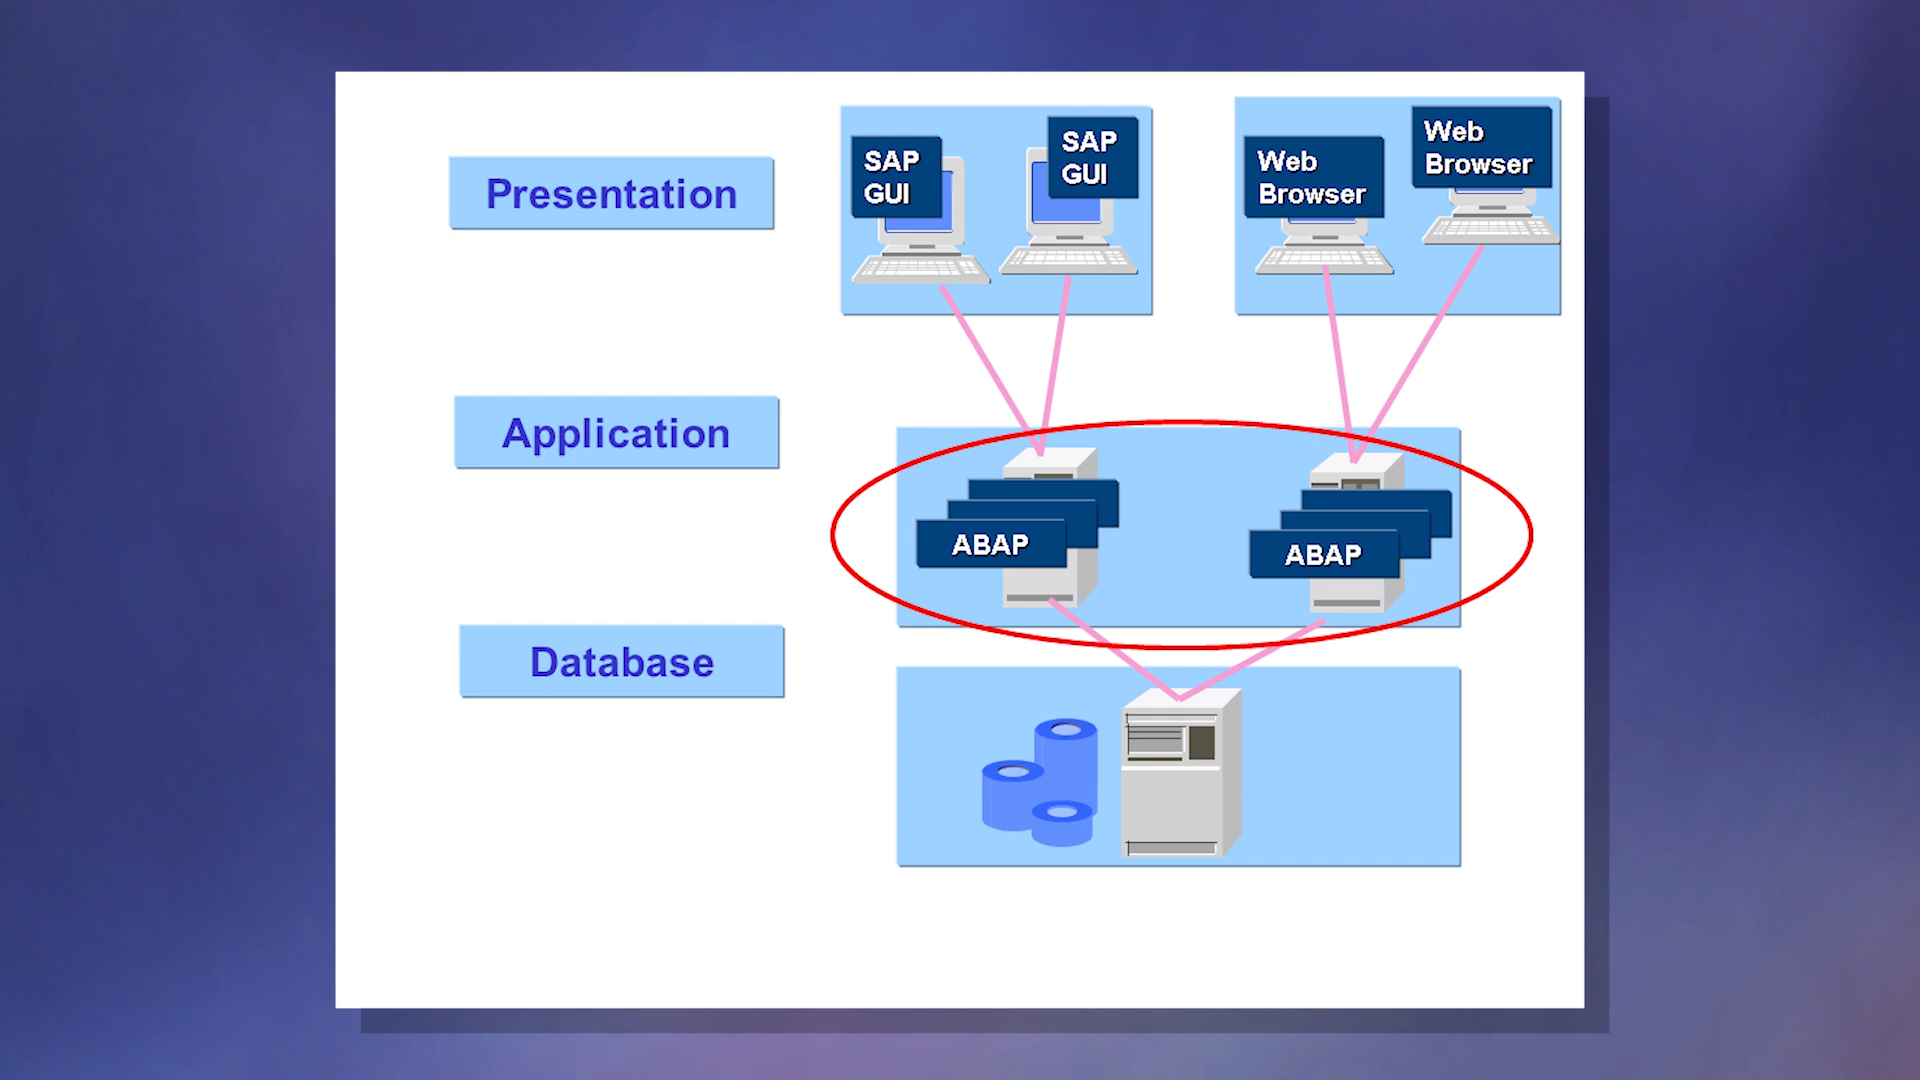 Presentation
SAP
GUI
SAP
GUI
Web
Browser
Web
Browser
Application
ABAP
ABAP
Database